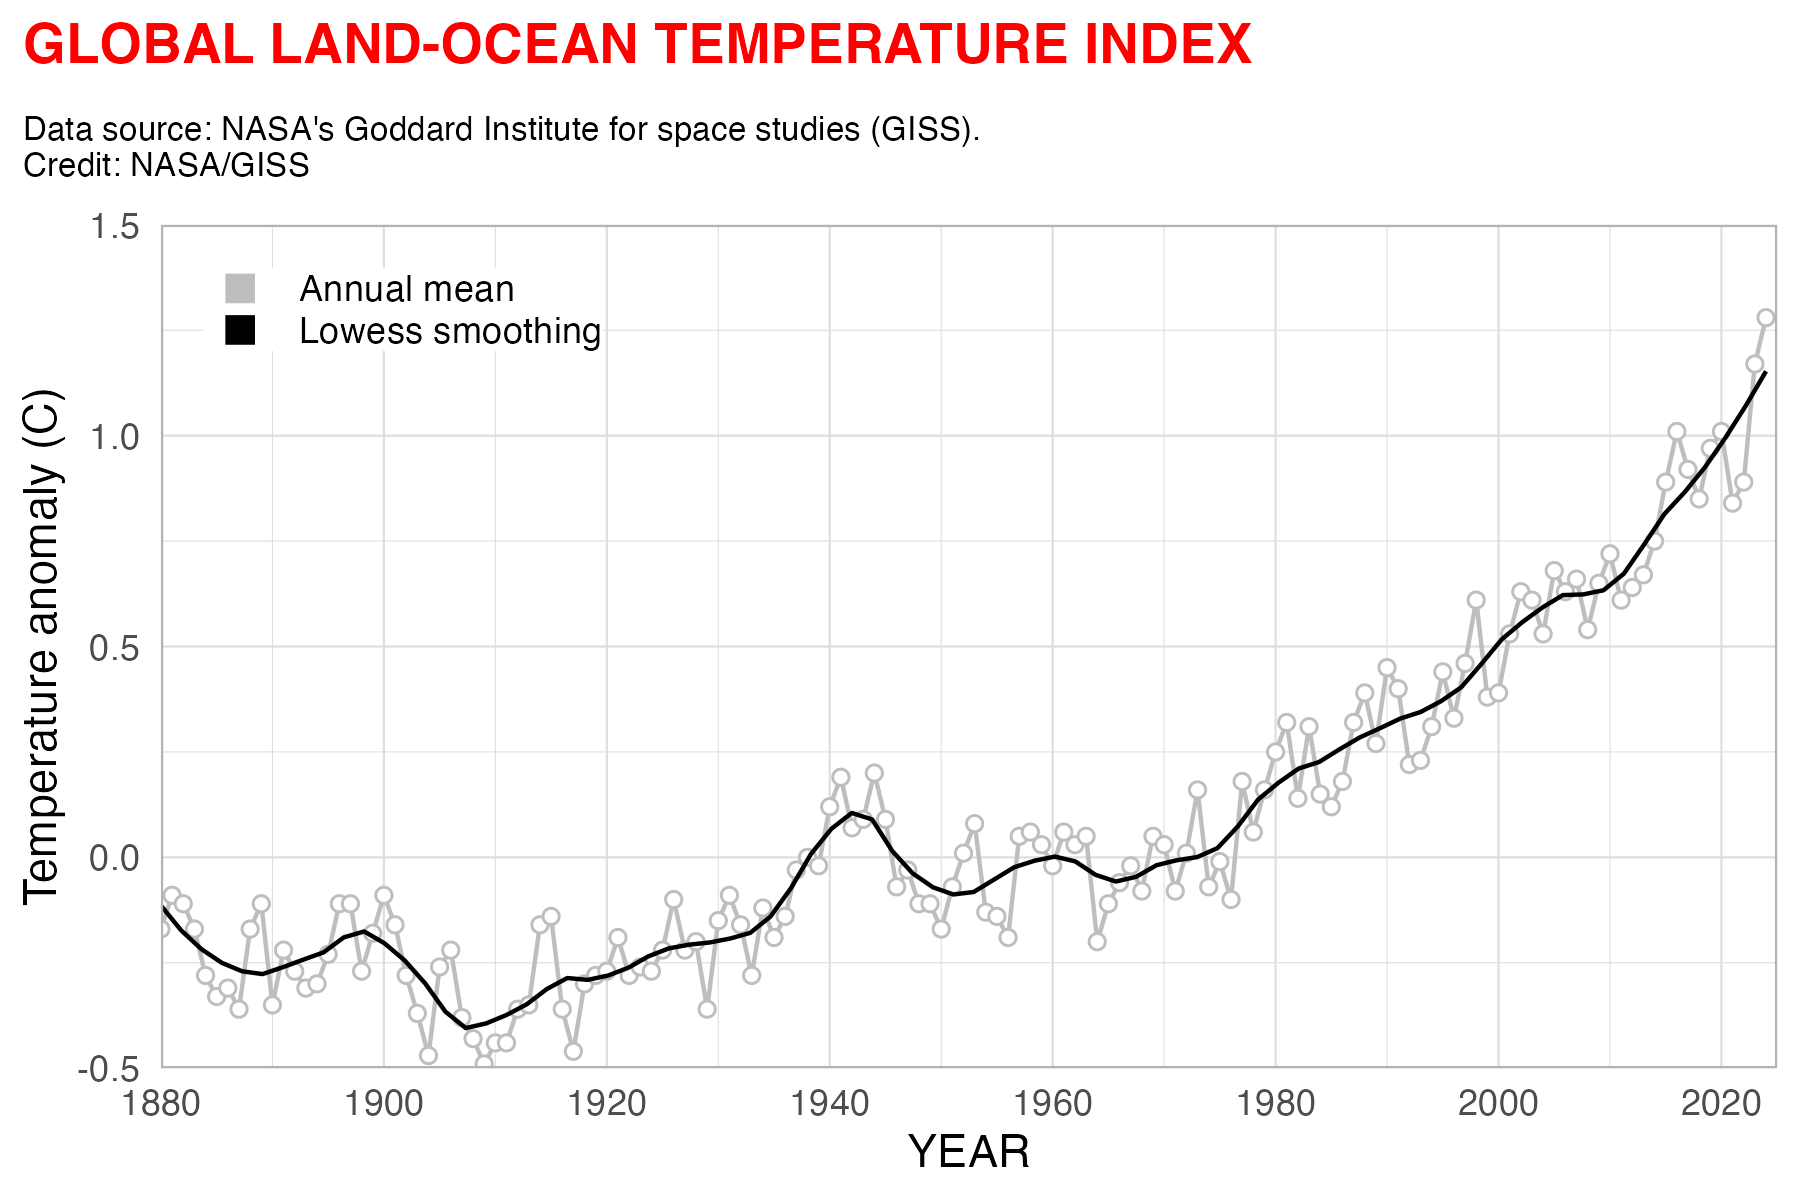 GLOBAL LAND-OCEAN TEMPERATURE INDEX
Data source: NASA's Goddard Institute for space studies (GISS).
Credit: NASA/GISS
1.5
1.0
0.5
0.0
-0.5
Temperature anomaly (C)
Annual mean
Lowess smoothing
1880 1900 1920 1940 1960 1980 2000 2020
YEAR